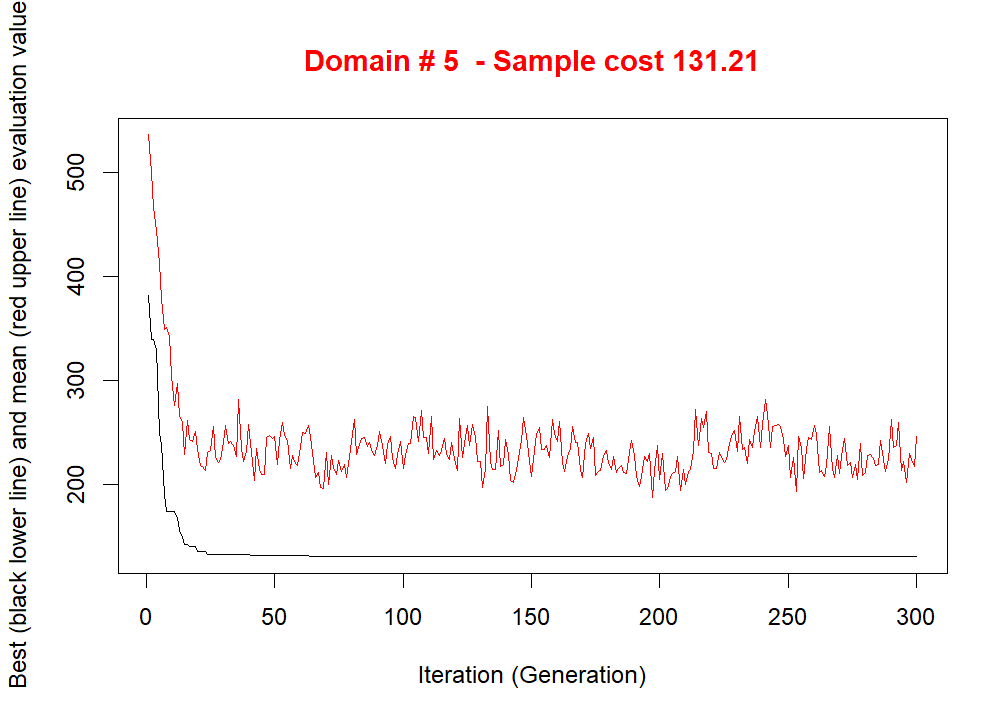 Domain # 5  - Sample cost 131.21
Best (black lower line) and mean (red upper line) evaluation value
500
400
300
200
0 50 100 150 200 250 300
Iteration (Generation)